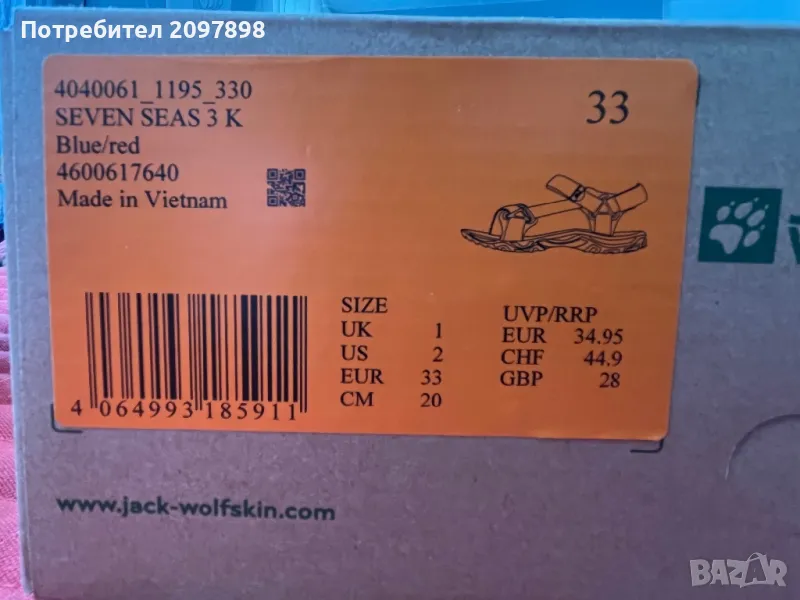 Потребител 2097898
4040061_1195_330
SEVEN SEAS 3 K
Blue/red
4600617640
Made in Vietnam
33
SIZE
UK 1
US 2
EUR 33
CM 20
UVP/RRP
EUR 34.95
CHF 44.9
GBP 28
4 064993 185911
www.jack-wolfskin.com
BAZAR